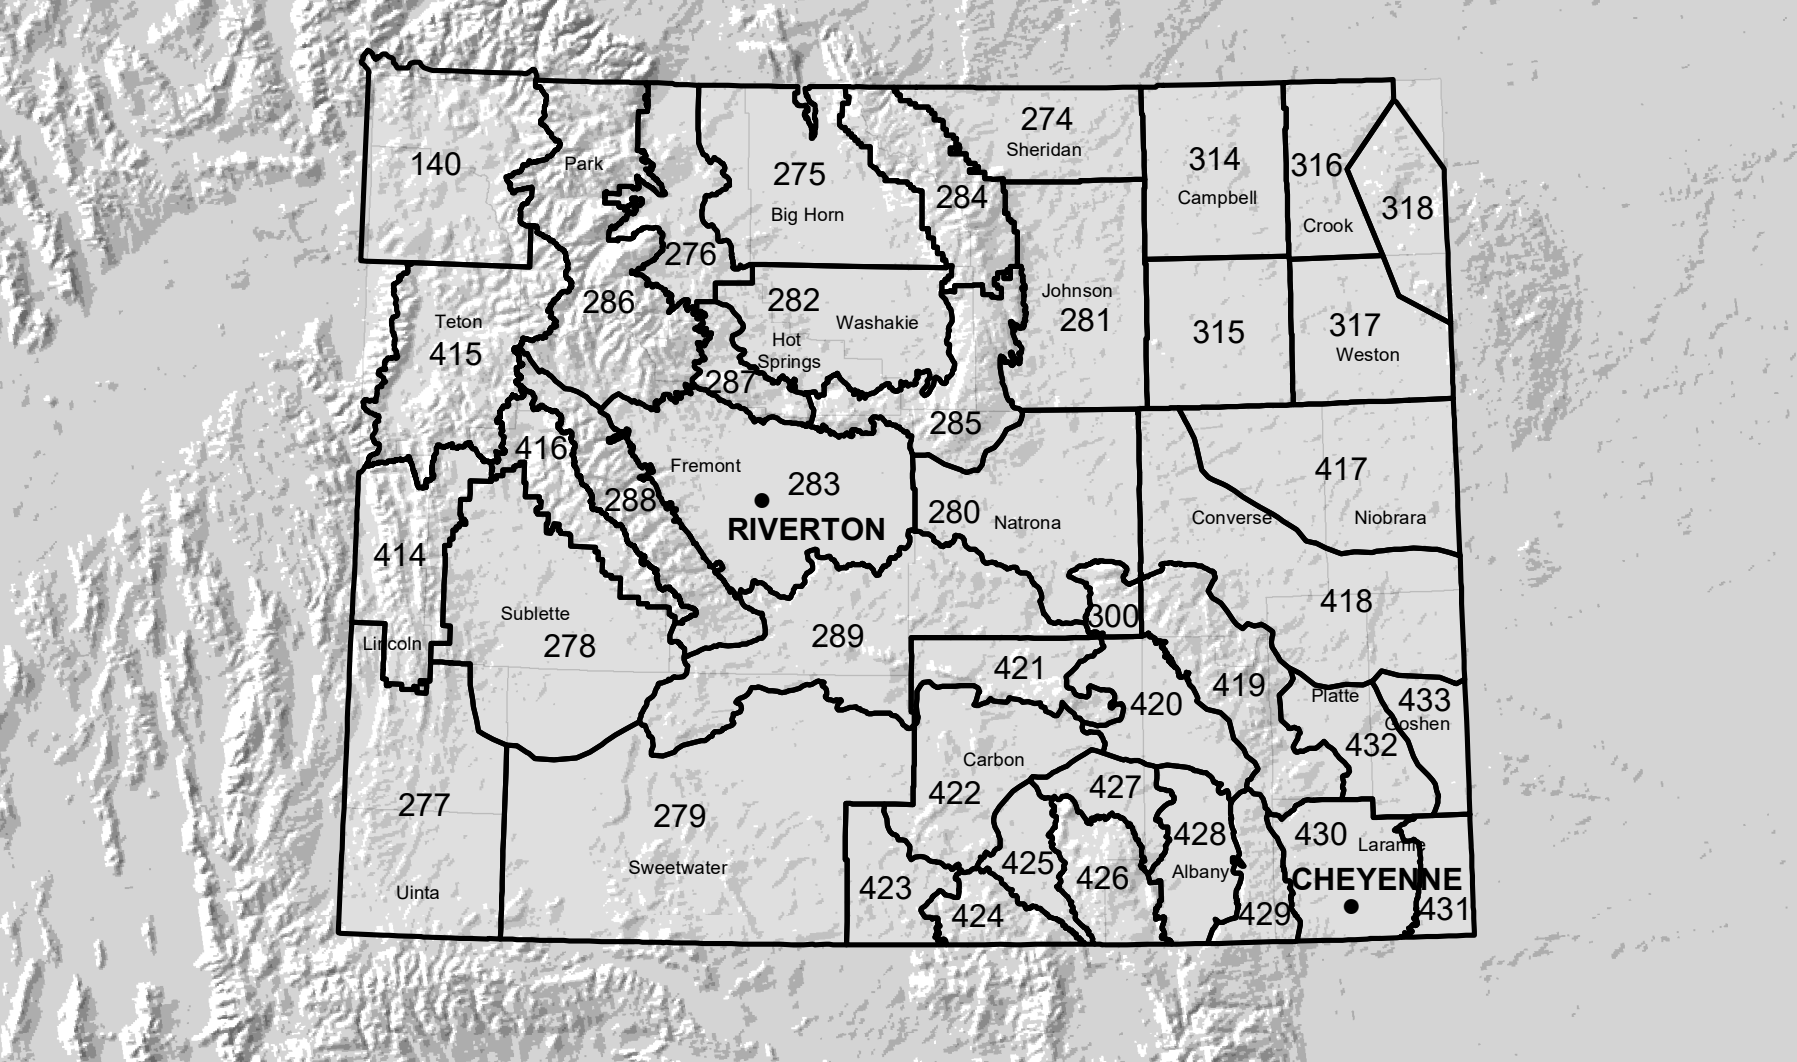 274
Sheridan
140
Park
275
314
316
Campbell
284
318
Big Horn
Crook
276
286
282
Johnson
281
Teton
415
Washakie
315
317
Weston
Hot
Springs
287
285
416
Fremont
283
288
417
RIVERTON
280
Natrona
Converse
Niobrara
414
Sublette
278
Lincoln
289
300
418
421
419
420
Platte
433
Goshen
432
Carbon
422
427
277
279
428
430
Laramie
Sweetwater
425
426
Albany
CHEYENNE
423
424
429
431
Uinta